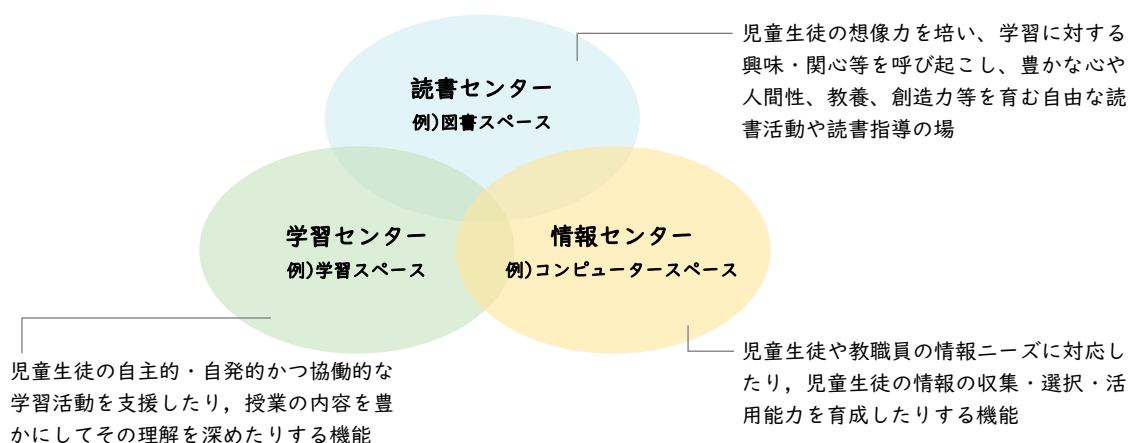 児童生徒の想像力を培い、学習に対する
興味・関心等を呼び起こし、豊かな心や
人間性、教養、創造力等を育む自由な読
書活動や読書指導の場
読書センター
例)図書スペース
学習センター
例)学習スペース
情報センター
例)コンピュータースペース
児童生徒の自主的・自発的かつ協働的な
学習活動を支援したり，授業の内容を豊
かにしてその理解を深めたりする機能
児童生徒や教職員の情報ニーズに対応し
たり，児童生徒の情報の収集・選択・活
用能力を育成したりする機能